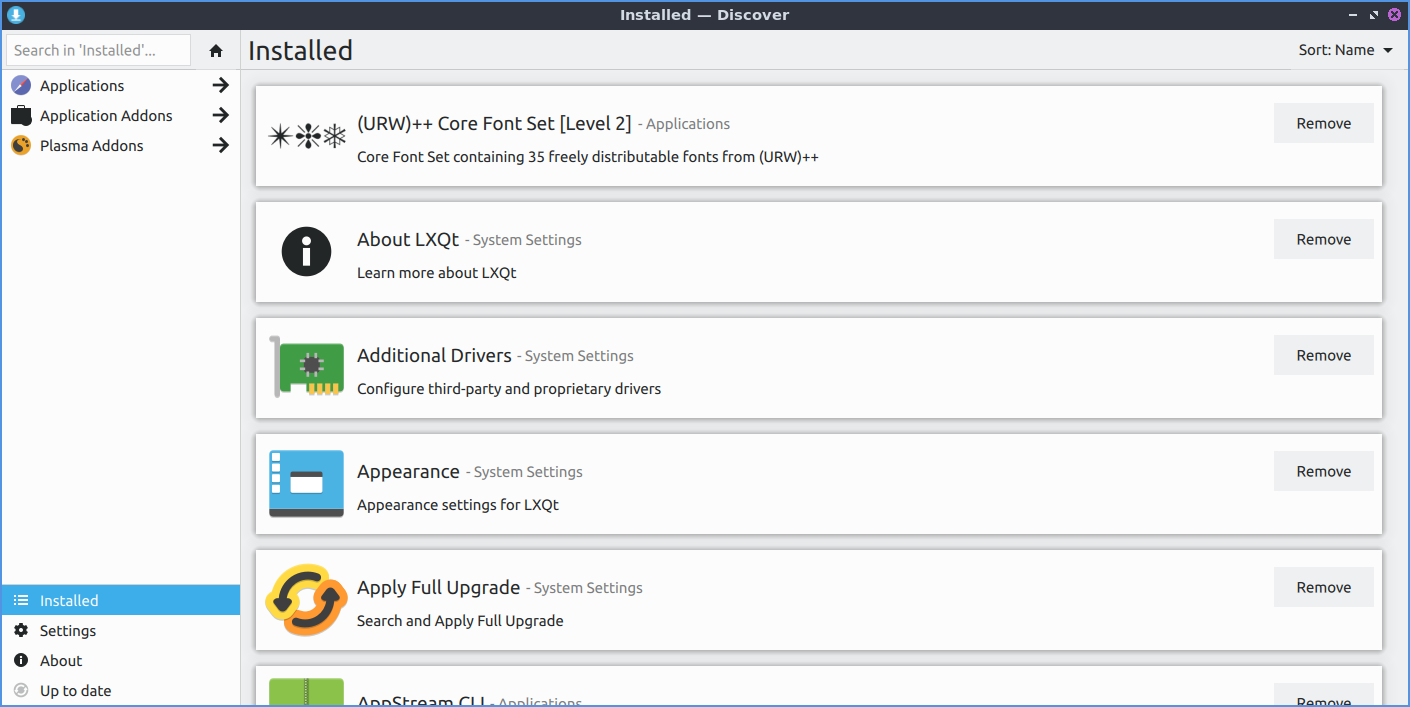 Installed — Discover
Search in 'Installed'...
Installed
Sort: Name
Applications
Application Addons
Plasma Addons
(URW)++ Core Font Set [Level 2] - Applications
Remove
Core Font Set containing 35 freely distributable fonts from (URW)++
About LXQt - System Settings
Remove
Learn more about LXQt
Additional Drivers - System Settings
Remove
Configure third-party and proprietary drivers
Appearance - System Settings
Remove
Appearance settings for LXQt
Apply Full Upgrade - System Settings
Remove
Search and Apply Full Upgrade
AppStream CLI - Applications
Remove
Installed
Settings
About
Up to date